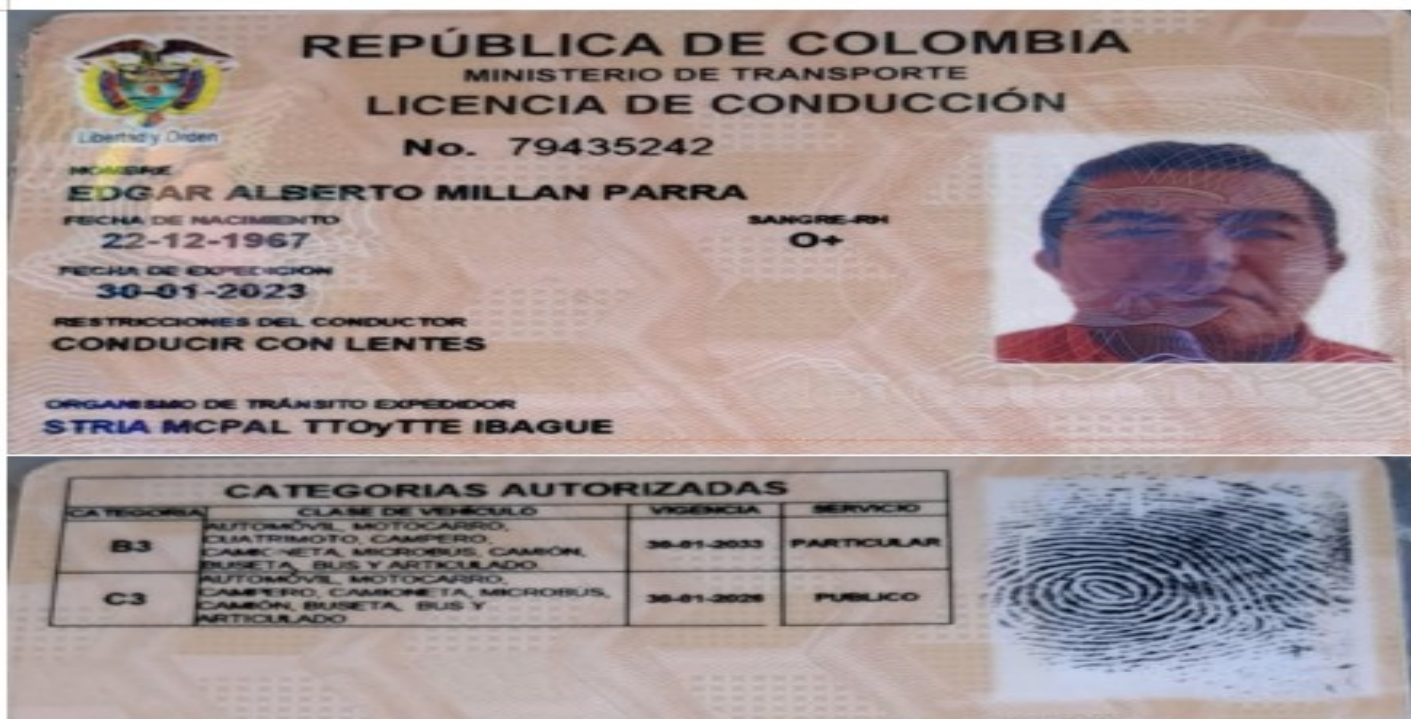 REPÚBLICA DE COLOMBIA
MINISTERIO DE TRANSPORTE
LICENCIA DE CONDUCCIÓN
Libertad y Orden
No. 79435242
NOMBRE
EDGAR ALBERTO MILLAN PARRA
FECHA DE NACIMIENTO
22-12-1967
SANGRE-RH
O+
FECHA DE EXPEDICION
30-01-2023
RESTRICCIONES DEL CONDUCTOR
CONDUCIR CON LENTES
ORGANISMO DE TRÁNSITO EXPEDIDOR
STRIA MCPAL TTOyTTE IBAGUE
CATEGORIAS AUTORIZADAS
CATEGORIA CLASE DE VEHÍCULO VIGENCIA SERVICIO
B3
AUTOMÓVIL, MOTOCARRO,
CUATRIMOTO, CAMPERO,
CAMIONETA, MICROBUS, CAMIÓN,
BUSETA, BUS Y ARTICULADO
30-01-2033
PARTICULAR
C3
AUTOMÓVIL, MOTOCARRO,
CAMPERO, CAMIONETA, MICROBÚS,
CAMIÓN, BUSETA, BUS Y
ARTICULADO
30-01-2026
PUBLICO